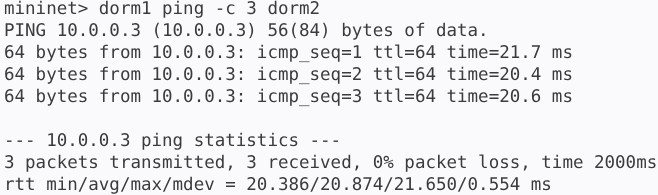 mininet> dorm1 ping -c 3 dorm2
PING 10.0.0.3 (10.0.0.3) 56(84) bytes of data.
64 bytes from 10.0.0.3: icmp_seq=1 ttl=64 time=21.7 ms
64 bytes from 10.0.0.3: icmp_seq=2 ttl=64 time=20.4 ms
64 bytes from 10.0.0.3: icmp_seq=3 ttl=64 time=20.6 ms
--- 10.0.0.3 ping statistics ---
3 packets transmitted, 3 received, 0% packet loss, time 2000ms
rtt min/avg/max/mdev = 20.386/20.874/21.650/0.554 ms